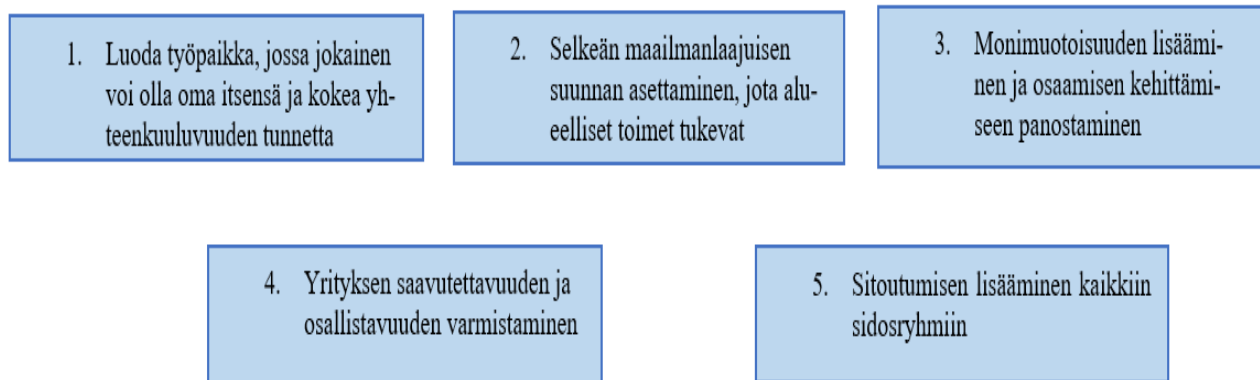 1. Luoda työpaikka, jossa jokainen
voi olla oma itsensä ja kokea yh-
teenkuuluvuuden tunnetta
2. Selkeän maailmanlaajuisen
suunnan asettaminen, jota alu-
eelliset toimet tukevat
3. Monimuotoisuuden lisäämi-
nen ja osaamisen kehittämi-
seen panostaminen
4. Yrityksen saavutettavuuden ja
osallistavuuden varmistaminen
5. Sitoutumisen lisääminen kaikkiin
sidosryhmiin